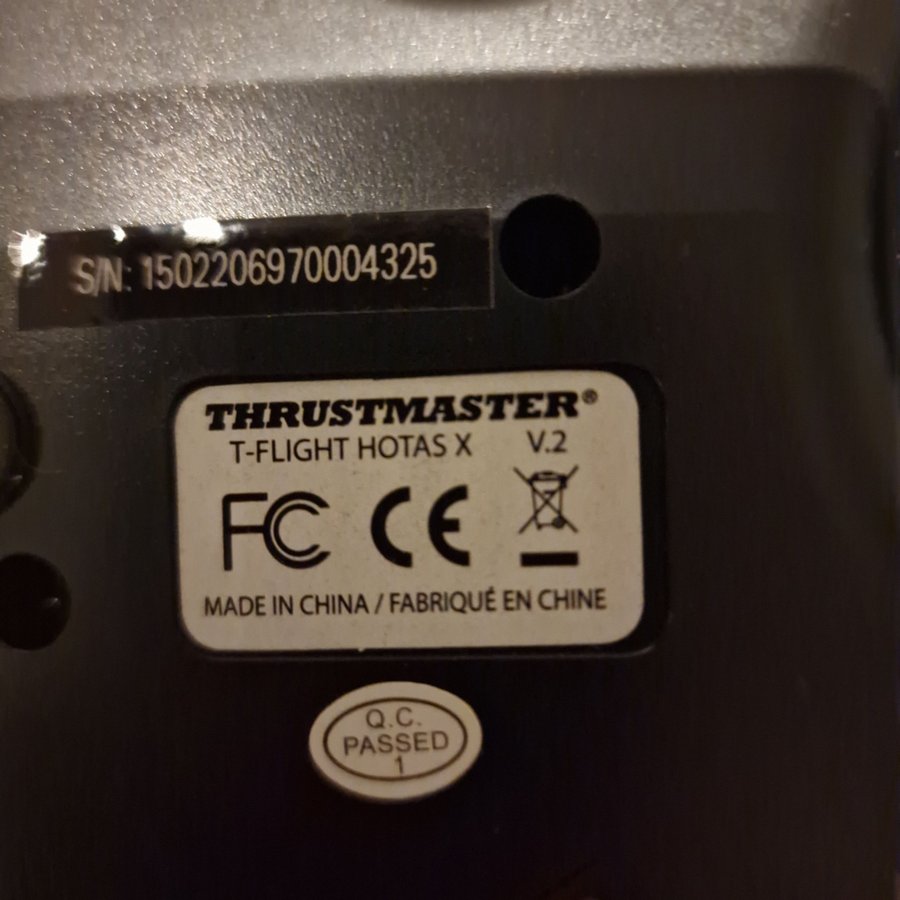 S/N: 1502206970004325
THRUSTMASTER®
T-FLIGHT HOTAS X V.2
FC CE
MADE IN CHINA / FABRIQUÉ EN CHINE
Q.C.
PASSED
1